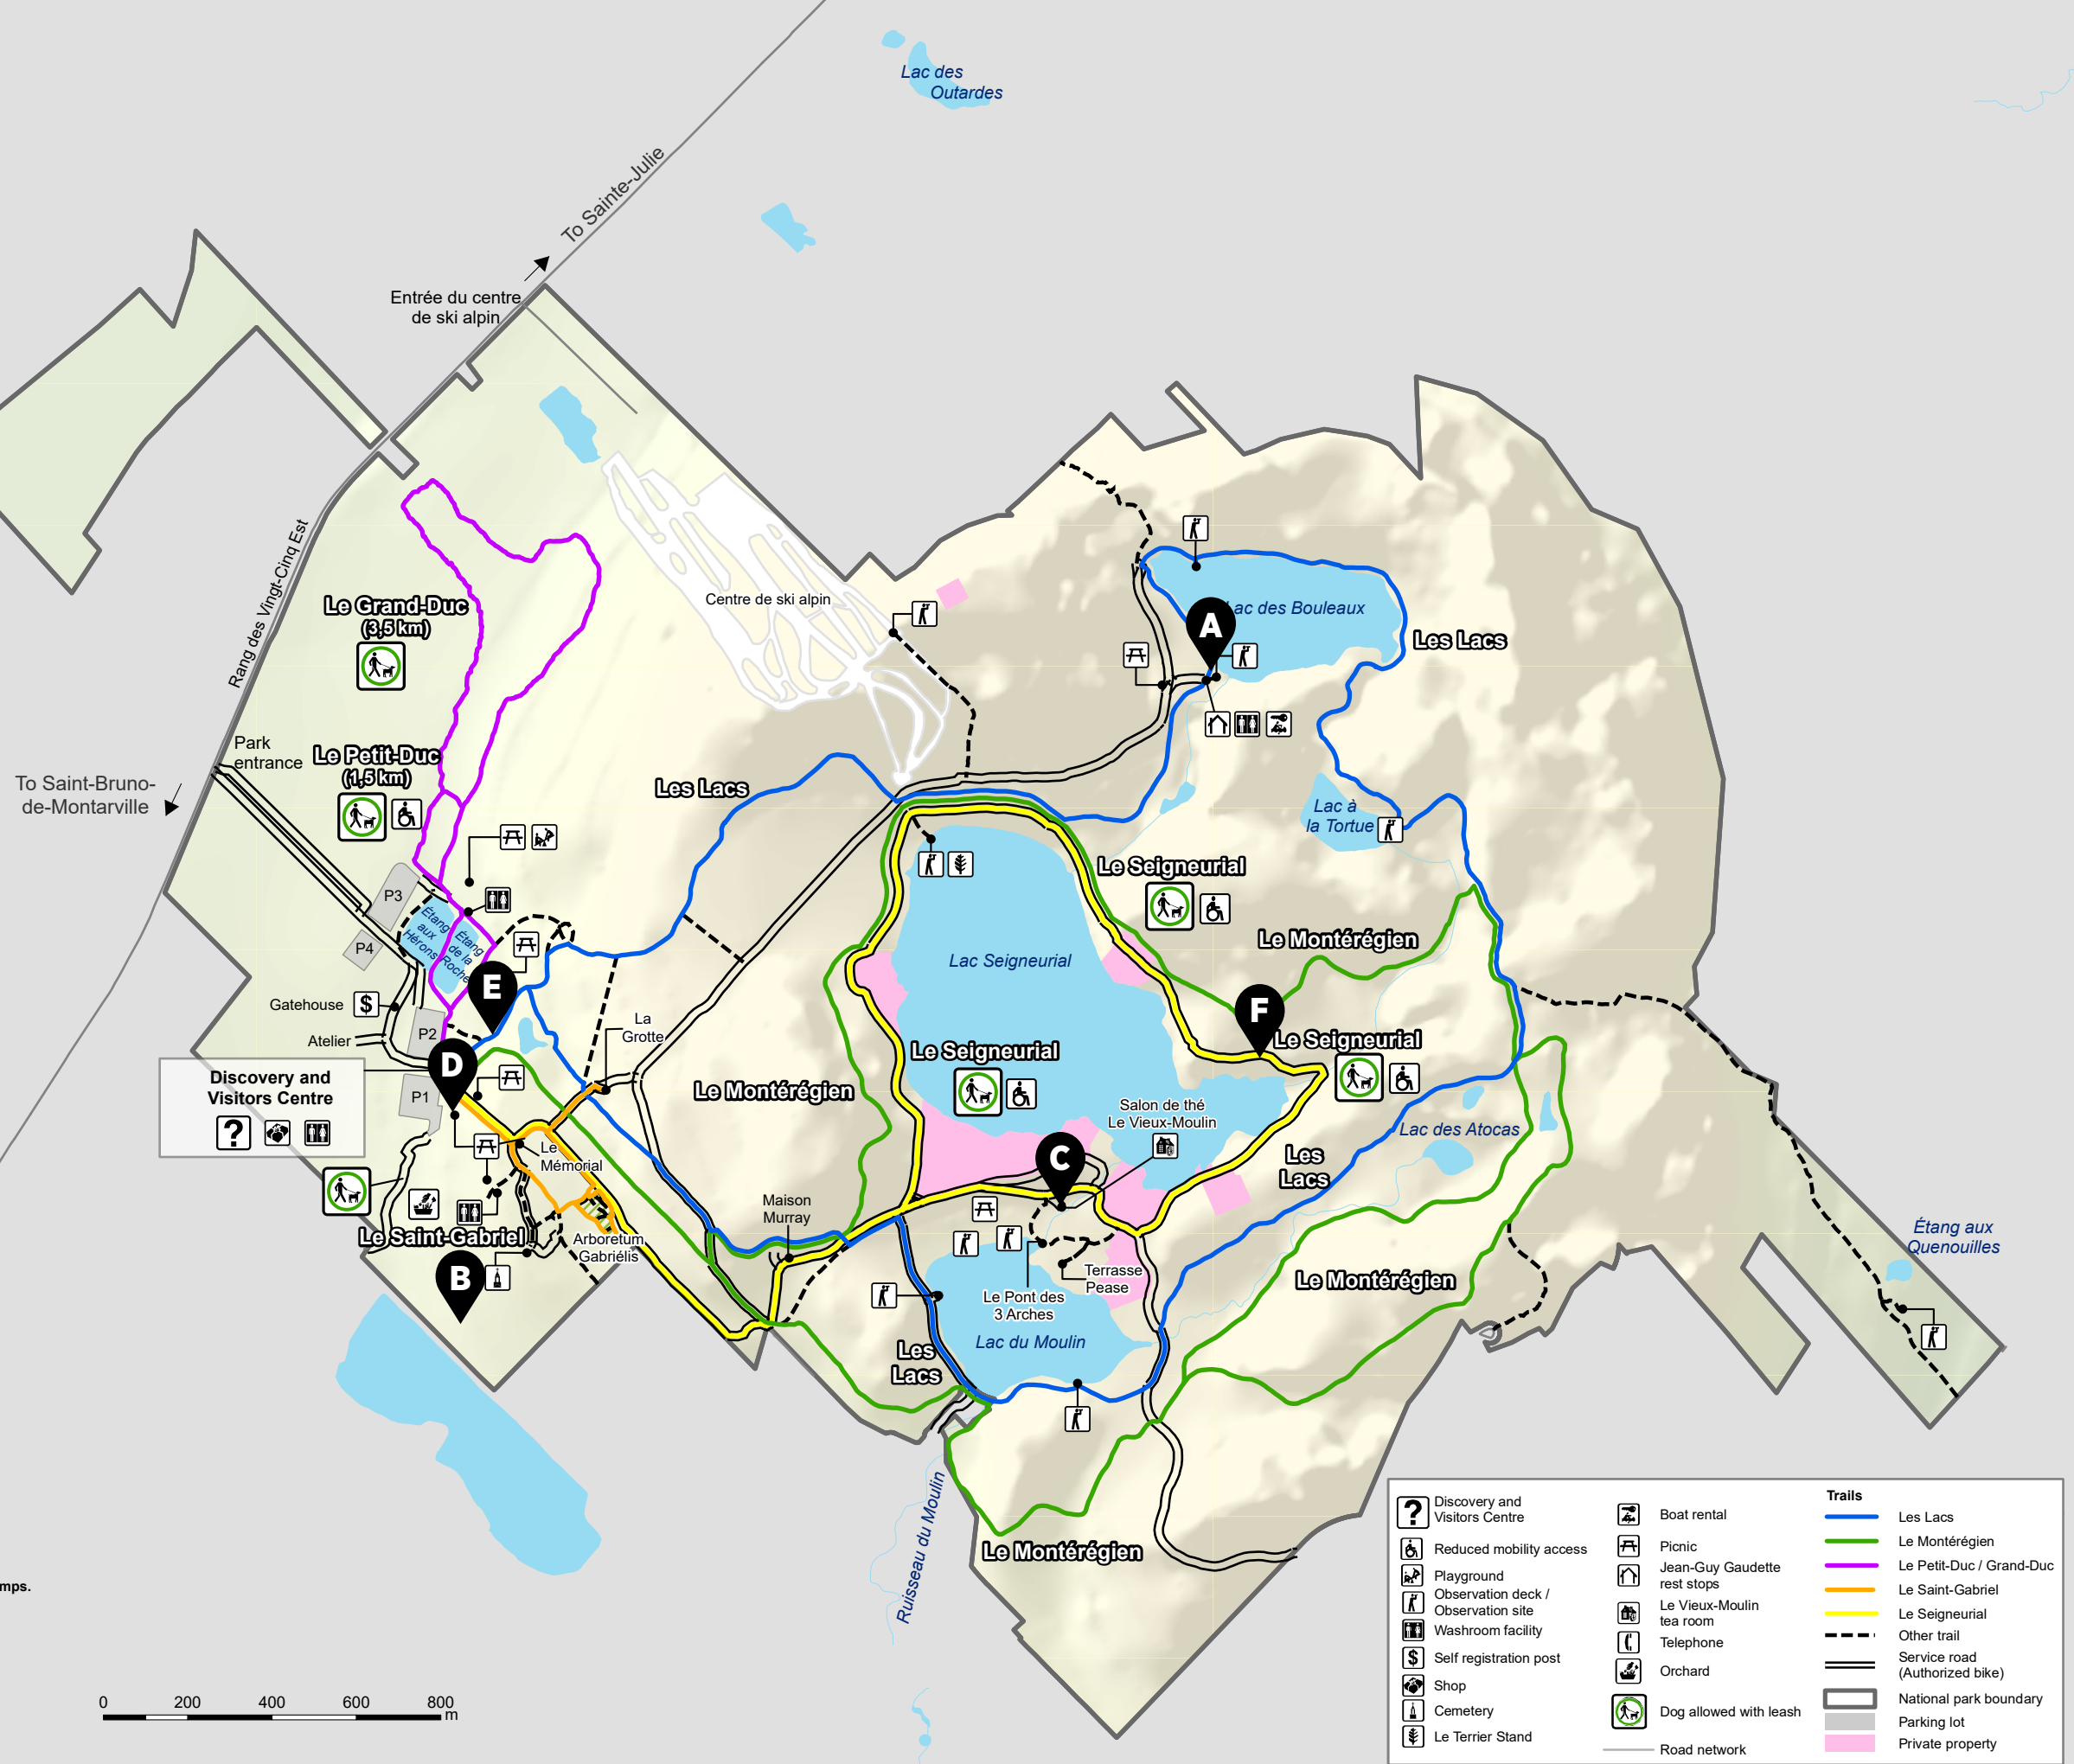 Lac des
Outardes
To Sainte-Julie
Entrée du centre
de ski alpin
Rang des Vingt-Cinq Est
Centre de ski alpin
Le Grand-Duc
(3,5 km)
Lac des Bouleaux
A
Les Lacs
Park
entrance
Le Petit-Duc
(1,5 km)
To Saint-Bruno-
de-Montarville
Les Lacs
Lac à
la Tortue
Le Seigneurial
P3
Étang
aux
Hérons
Étang
de la
Roche
P4
Le Montérégien
Lac Seigneurial
E
Gatehouse
$
P2
Atelier
La
Grotte
F
Le Seigneurial
Le Seigneurial
D
Discovery and
Visitors Centre
?
P1
Le Montérégien
Salon de thé
Le Vieux-Moulin
Lac des Atocas
Le
Mémorial
C
Les
Lacs
Maison
Murray
Le Saint-Gabriel
Arboretum
Gabriélis
Étang aux
Quenouilles
B
Terrasse
Pease
Le Pont des
3 Arches
Le Montérégien
Lac du Moulin
Les
Lacs
Ruisseau du Moulin
Le Montérégien
mps.
0 200 400 600 800
m
? Discovery and
Visitors Centre
Reduced mobility access
Playground
Observation deck /
Observation site
Washroom facility
$ Self registration post
Shop
Cemetery
Le Terrier Stand
Boat rental
Picnic
Jean-Guy Gaudette
rest stops
Le Vieux-Moulin
tea room
Telephone
Orchard
Dog allowed with leash
Road network
Trails
Les Lacs
Le Montérégien
Le Petit-Duc / Grand-Duc
Le Saint-Gabriel
Le Seigneurial
Other trail
Service road
(Authorized bike)
National park boundary
Parking lot
Private property